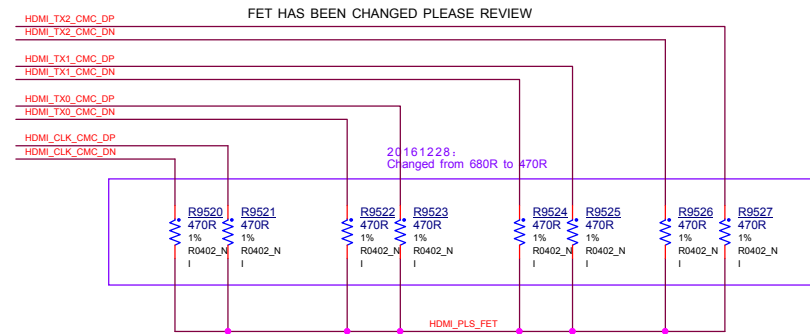 FET HAS BEEN CHANGED PLEASE REVIEW
HDMI_TX2_CMC_DP
HDMI_TX2_CMC_DN
HDMI_TX1_CMC_DP
HDMI_TX1_CMC_DN
HDMI_TX0_CMC_DP
HDMI_TX0_CMC_DN
HDMI_CLK_CMC_DP
HDMI_CLK_CMC_DN
20161228:
Changed from 680R to 470R
R9520 R9521 R9522 R9523 R9524 R9525 R9526 R9527
470R 470R 470R 470R 470R 470R 470R 470R
1% 1% 1% 1% 1% 1% 1% 1%
R0402_N R0402_N R0402_N R0402_N R0402_N R0402_N R0402_N R0402_N
I I I I I I I I
HDMI_PLS_FET